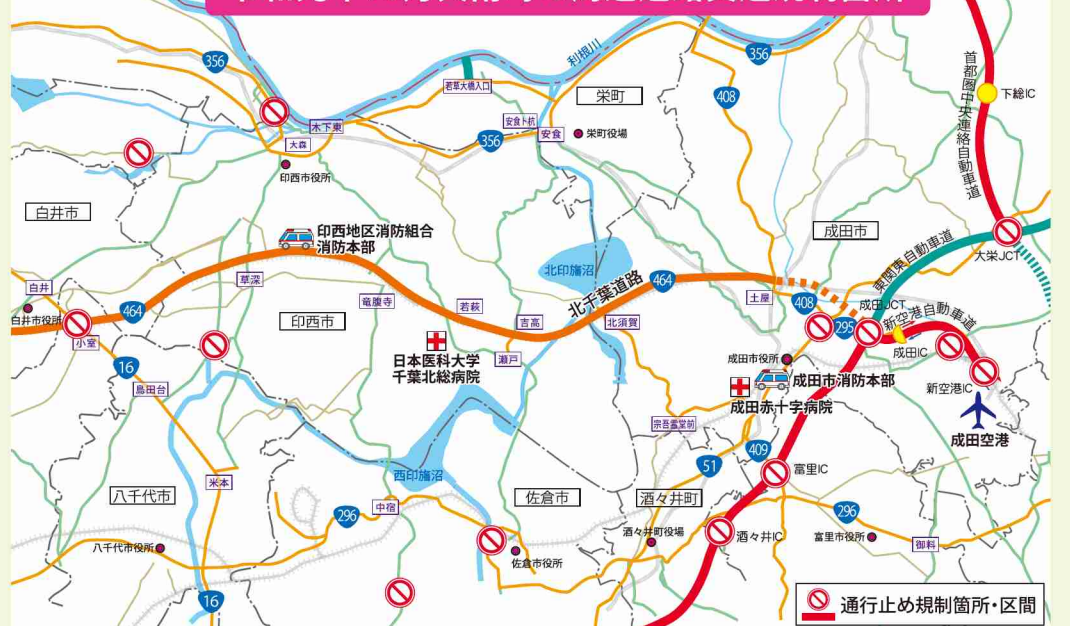 356
利根川
356
首都圏中央連絡自動車道
下総IC
若草大橋入口
栄町
408
木下東
安食卜杭
安食
栄町役場
356
大森
印西市役所
白井市
印西地区消防組合
消防本部
成田市
東関東自動車道
大栄JCT
北印旛沼
北千葉道路
464
白井
草深
竜腹寺
若萩
土屋
408
成田JCT
新空港自動車道
白井市役所
464
印西市
吉高
北須賀
295
成田IC
小室
16
日本医科大学
千葉北総病院
瀬戸
成田市役所
成田市消防本部
新空港IC
島田台
成田赤十字病院
成田空港
宗吾霊堂前
409
51
富里IC
西印旛沼
米本
八千代市
中宿
佐倉市
酒々井町
296
296
八千代市役所
佐倉市役所
酒々井町役場
酒々井IC
富里市役所
御料
16
通行止め規制箇所・区間